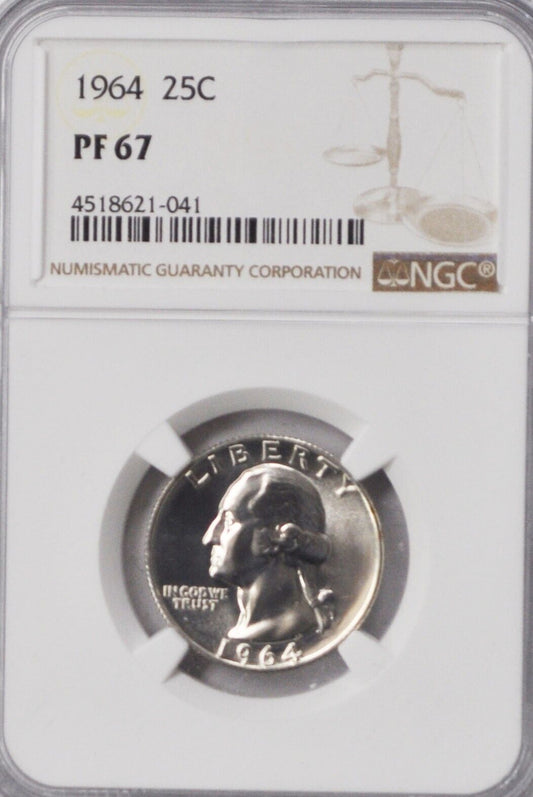 1964 25C
PF 67
4518621-041
NUMISMATIC GUARANTY CORPORATION NGC®
LIBERTY
IN GOD WE
TRUST
1964